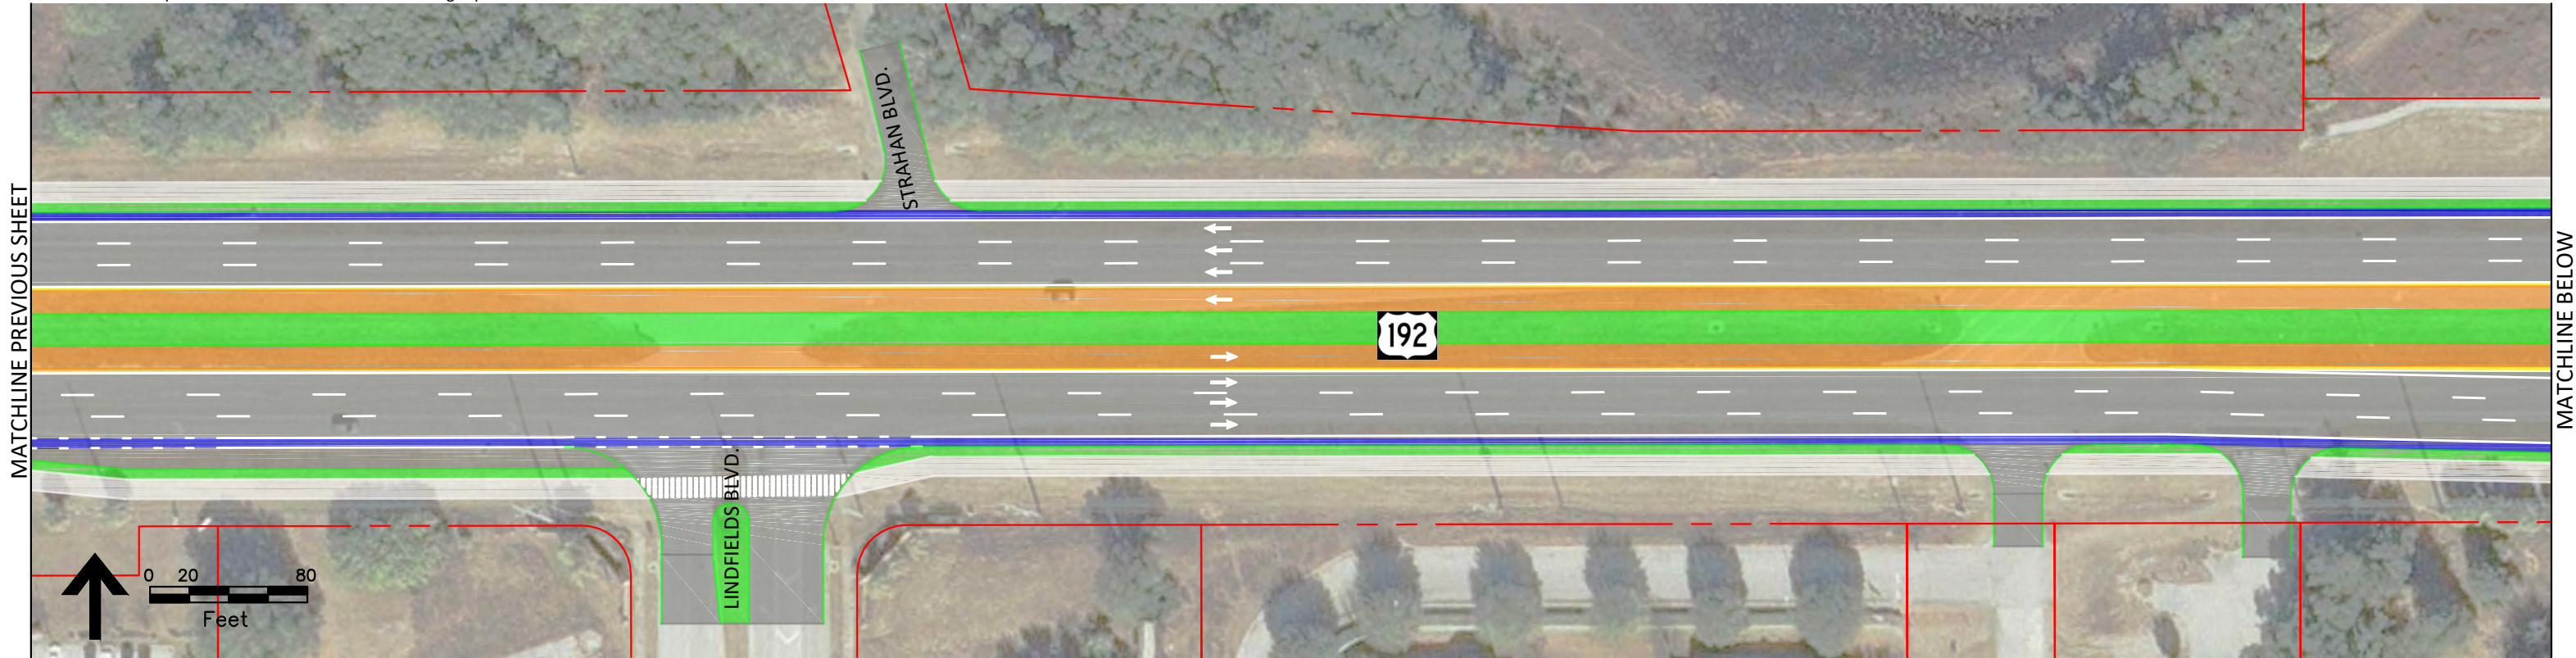 STRAHAN BLVD.
MATCHLINE PREVIOUS SHEET
MATCHLINE BELOW
192
LINDFIELDS BLVD.
0 20 80
Feet